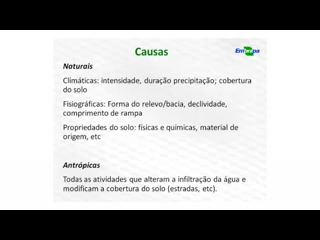 Causas
Embrapa
Naturais
Climáticas: intensidade, duração precipitação; cobertura
do solo
Fisiográficas: Forma do relevo/bacia, declividade,
comprimento de rampa
Propriedades do solo: físicas e químicas, material de
origem, etc
Antrópicas
Todas as atividades que alteram a infiltração da água e
modificam a cobertura do solo (estradas, etc).